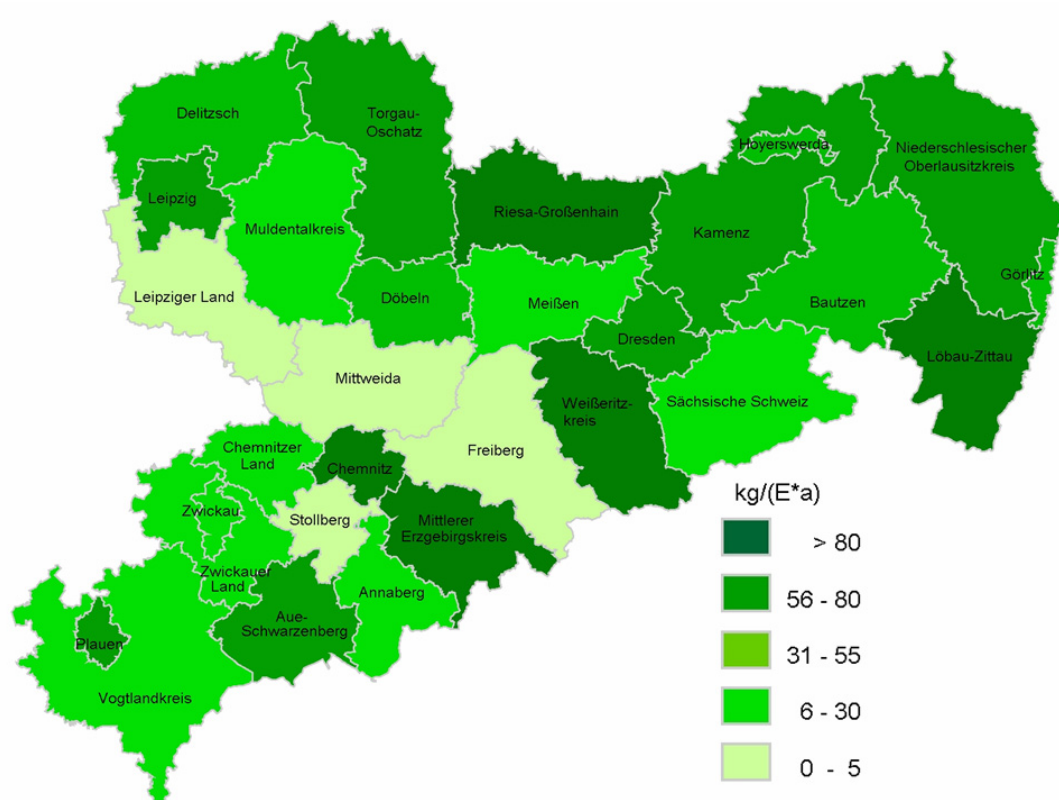 Delitzsch
Torgau-
Oschatz
Hoyerswerda
Niederschlesischer
Oberlausitzkreis
Leipzig
Riesa-Großenhain
Muldentalkreis
Kamenz
Görlitz
Leipziger Land
Döbeln
Meißen
Bautzen
Dresden
Löbau-Zittau
Mittweida
Weißeritz-
kreis
Sächsische Schweiz
Chemnitzer
Land
Freiberg
Chemnitz
Zwickau
Stollberg
Mittlerer
Erzgebirgskreis
Zwickauer
Land
Annaberg
Aue-
Schwarzenberg
Plauen
Vogtlandkreis
kg/(E*a)
> 80
56 - 80
31 - 55
6 - 30
0 - 5